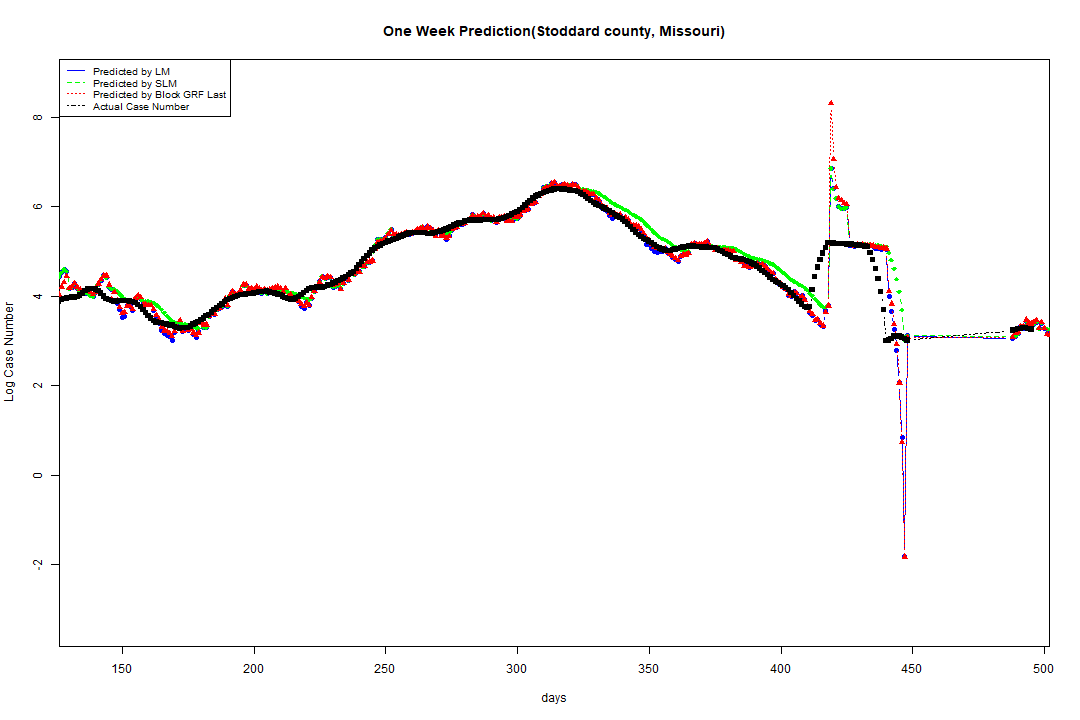 One Week Prediction(Stoddard county, Missouri)
Predicted by LM
Predicted by SLM
Predicted by Block GRF Last
Actual Case Number
Log Case Number
8
6
4
2
0
-2
150 200 250 300 350 400 450 500
days